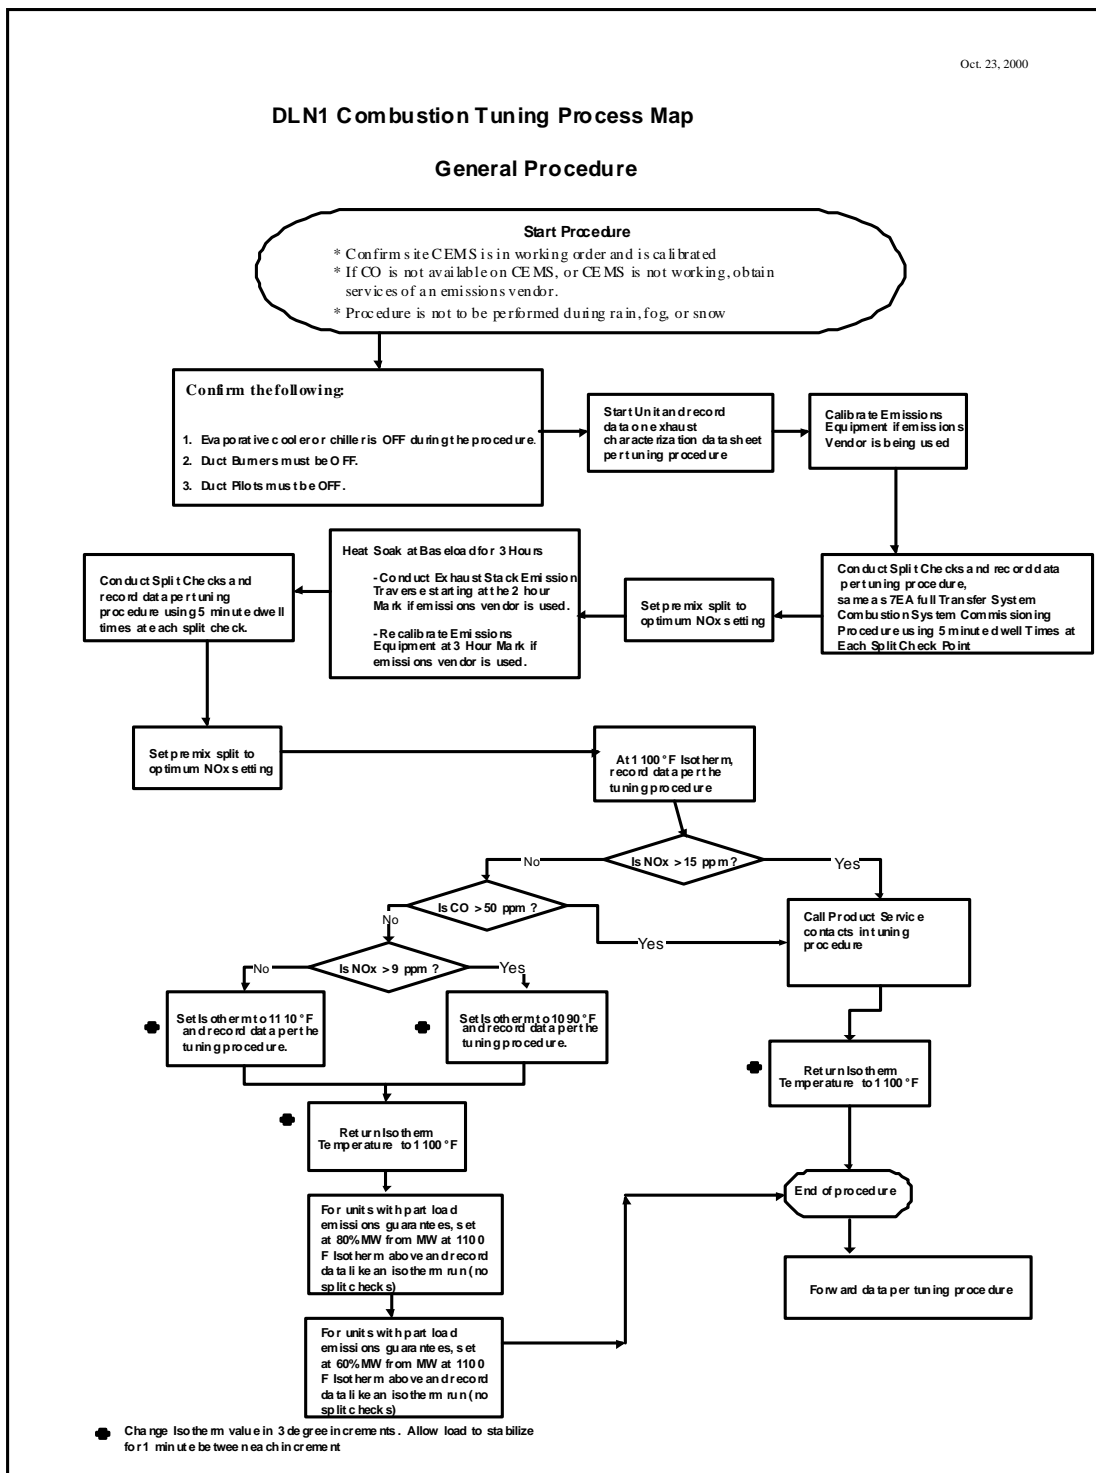 Oct. 23, 2000
DLN1 Combustion Tuning Process Map
General Procedure
Start Procedure
* Confirm site CEMS is in working order and is calibrated
* If CO is not available on CEMS, or CEMS is not working, obtain
services of an emissions vendor.
* Procedure is not to be performed during rain, fog, or snow
Confirm the following:
1. Evaporative cooler or chiller is OFF during the procedure.
2. Duct Burners must be OFF.
3. Duct Pilots must be OFF.
Start Unit and record
data on exhaust
characterization data sheet
per tuning procedure
Calibrate Emissions
Equipment if emissions
Vendor is being used
Conduct Split Checks and record data
per tuning procedure,
same as 7EA full Transfer System
Combustion System Commissioning
Procedure using 5 minute dwell Times at
Each Split Check Point
Set premix split to
optimum NOx setting
Heat Soak at Baseload for 3 Hours
- Conduct Exhaust Stack Emission
Traverse starting at the 2 hour
Mark if emissions vendor is used.
- Re calibrate Emissions
Equipment at 3 Hour Mark if
emissions vendor is used.
Conduct Split Checks and
record data per tuning
procedure using 5 minute dwell
times at each split check.
Set premix split to
optimum NOx setting
At 1100°F Isotherm,
record data per the
tuning procedure
Is NOx > 15 ppm?
No
Yes
Is CO > 50 ppm?
No
Yes
Call Product Service
contacts in tuning
procedure
Is NOx > 9 ppm?
No
Yes
Set Isotherm to 1110°F
and record data per the
tuning procedure.
Set Isotherm to 1090°F
and record data per the
tuning procedure.
Return Isotherm
Temperature to 1100°F
Return Isotherm
Temperature to 1100°F
For units with part load
emissions guarantees, set
at 80% MW from MW at 1100
F Isotherm above and record
data like an isotherm run (no
split checks)
For units with part load
emissions guarantees, set
at 60% MW from MW at 1100
F Isotherm above and record
data like an isotherm run (no
split checks)
End of procedure
Forward data per tuning procedure
Change Isotherm value in 3 degree increments. Allow load to stabilize
for 1 minute between each increment